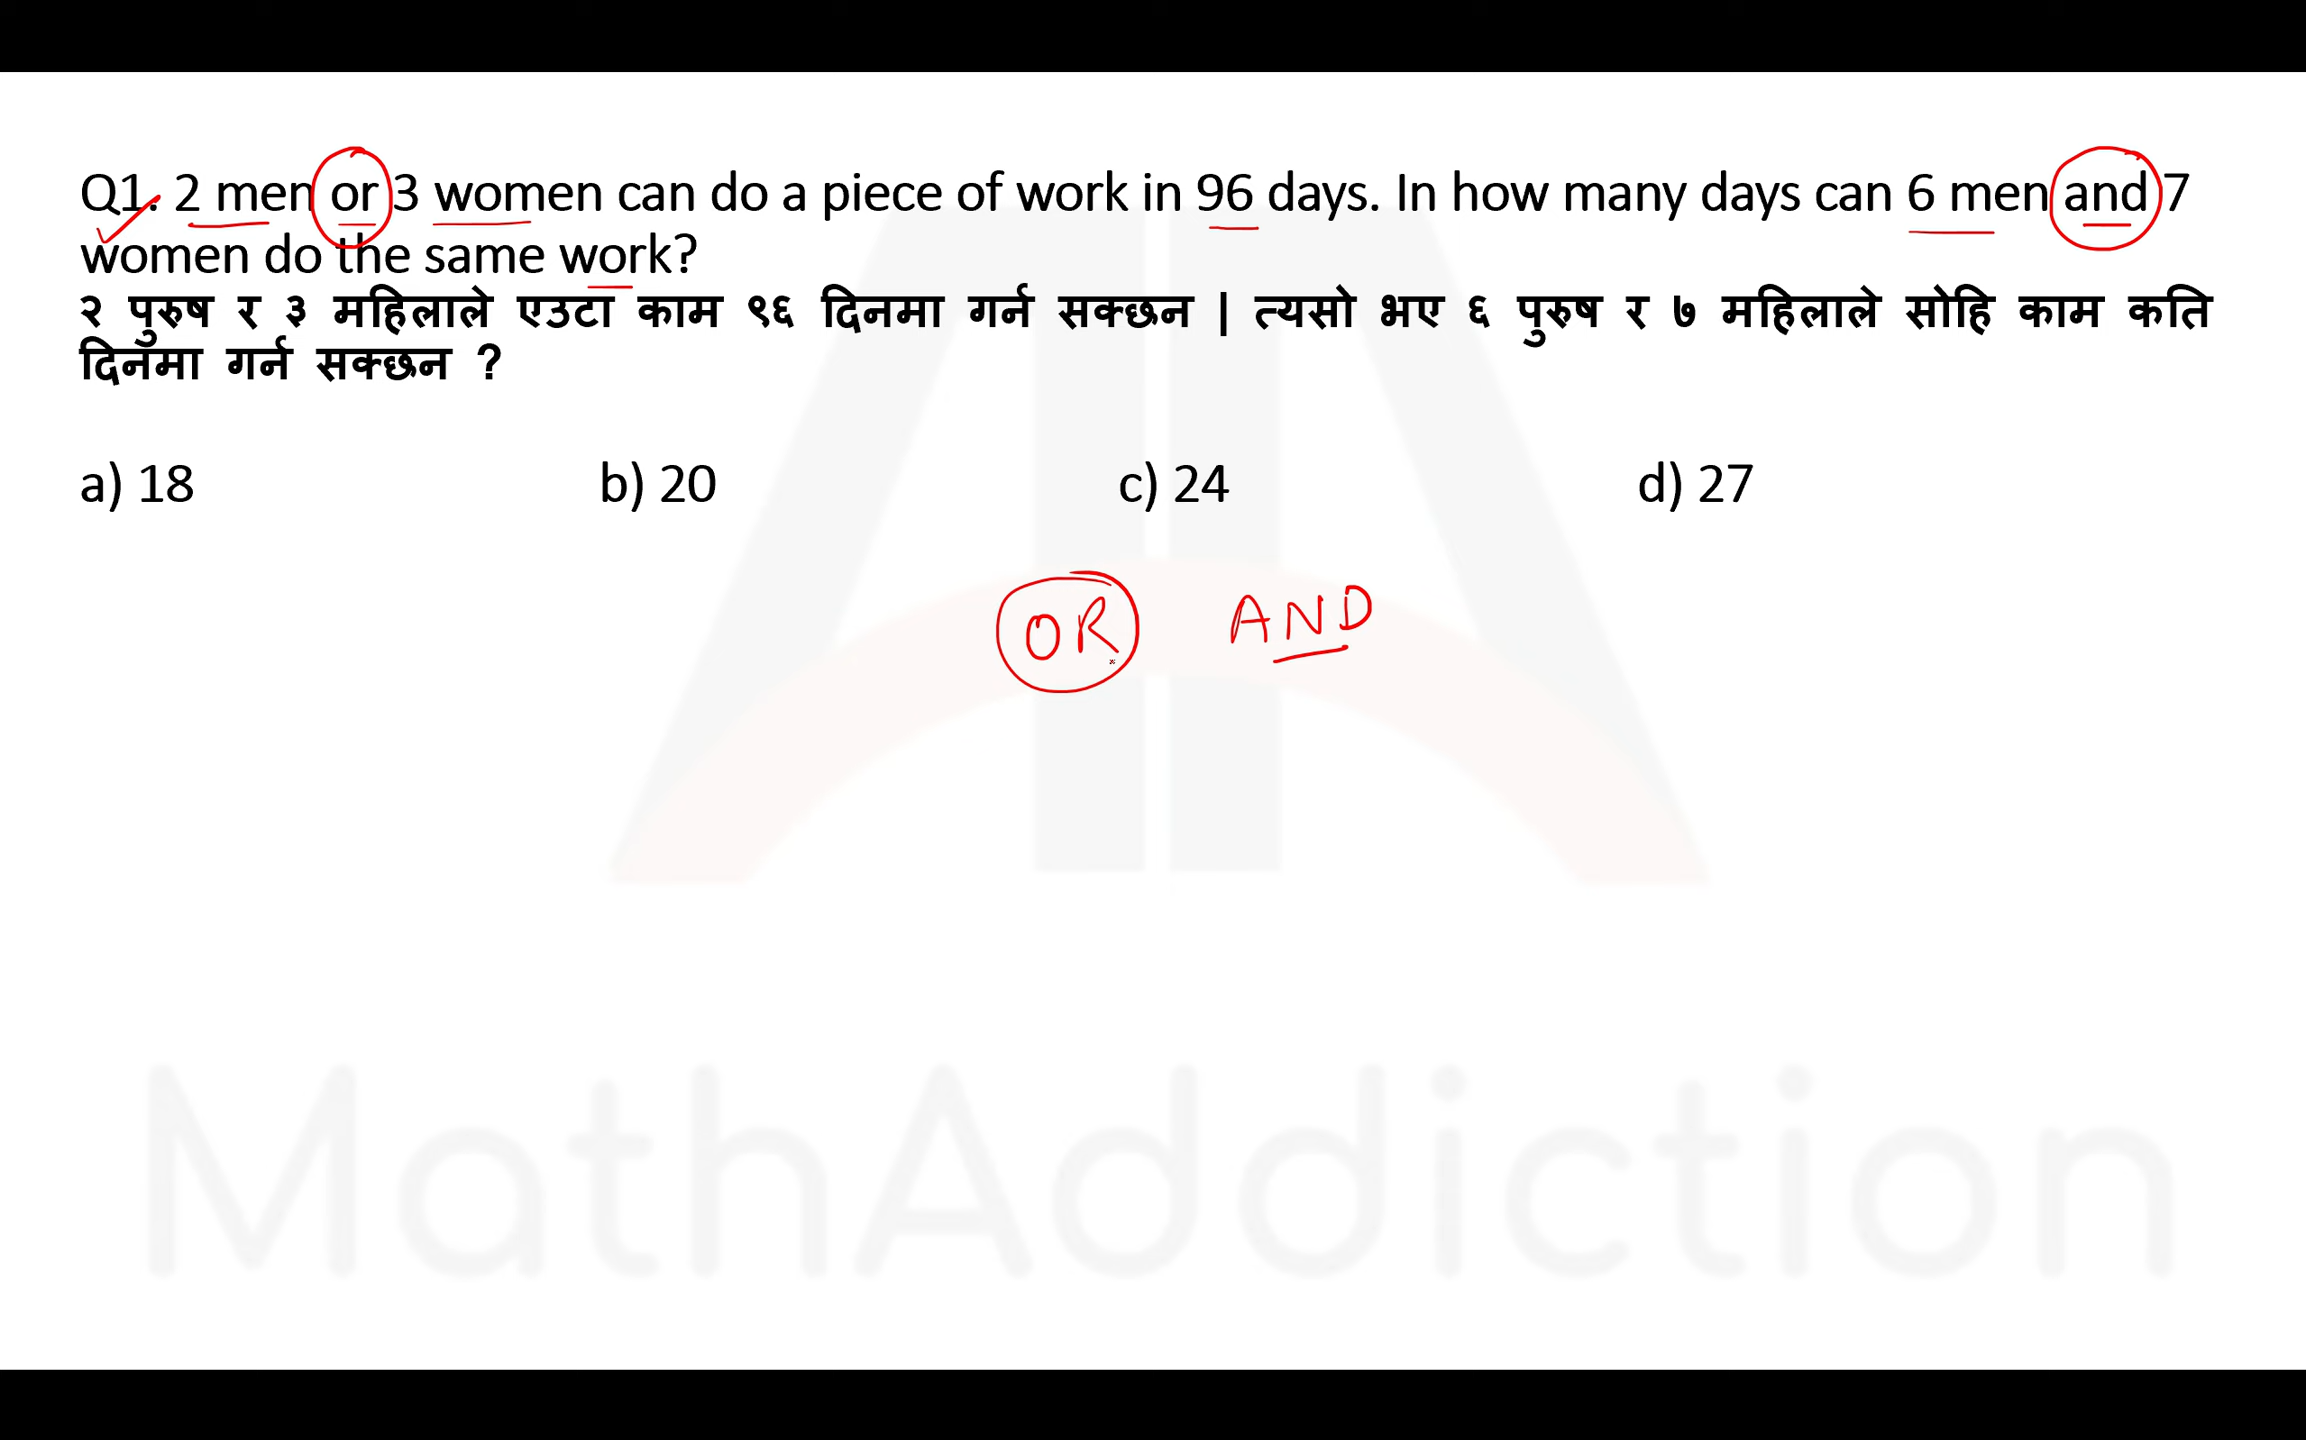 Q1. 2 men or 3 women can do a piece of work in 96 days. In how many days can 6 men and 7
women do the same work?
२ पुरुष र ३ महिलाले एउटा काम ९६ दिनमा गर्न सक्छन | त्यसो भए ६ पुरुष र ७ महिलाले सोहि काम कति
दिनमा गर्न सक्छन ?
a) 18 b) 20 c) 24 d) 27
OR AND
MathAddiction